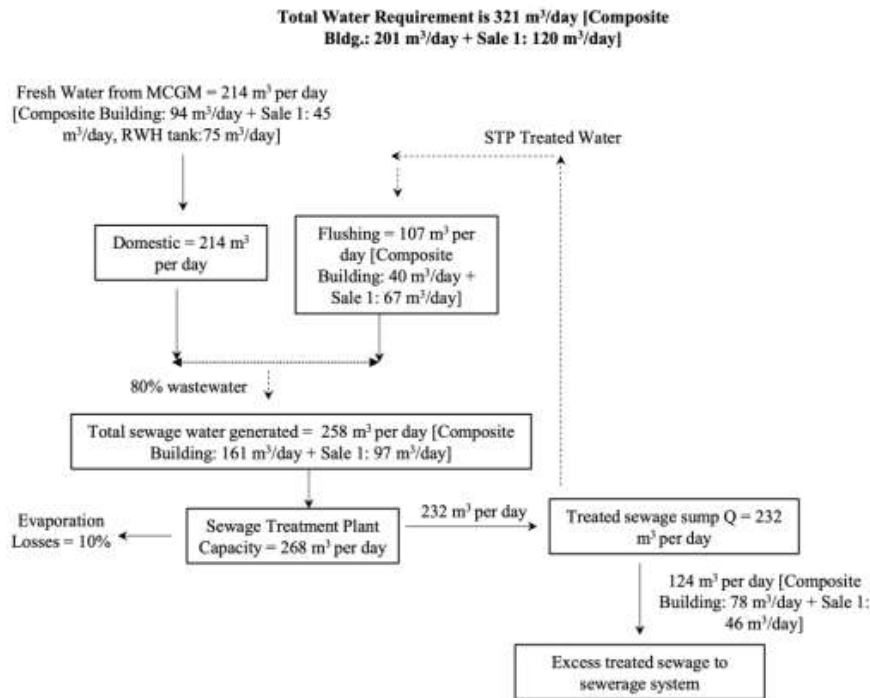 Total Water Requirement is 321 m³/day [Composite
Bldg.: 201 m³/day + Sale 1: 120 m³/day]
Fresh Water from MCGM = 214 m³ per day
[Composite Building: 94 m³/day + Sale 1: 45
m³/day, RWH tank:75 m³/day]
STP Treated Water
Domestic = 214 m³
per day
Flushing = 107 m³ per
day [Composite
Building: 40 m³/day +
Sale 1: 67 m³/day]
80% wastewater
Total sewage water generated = 258 m³ per day [Composite
Building: 161 m³/day + Sale 1: 97 m³/day]
Evaporation
Losses = 10%
Sewage Treatment Plant
Capacity = 268 m³ per day
232 m³ per day
Treated sewage sump Q = 232
m³ per day
124 m³ per day [Composite
Building: 78 m³/day + Sale 1:
46 m³/day]
Excess treated sewage to
sewerage system